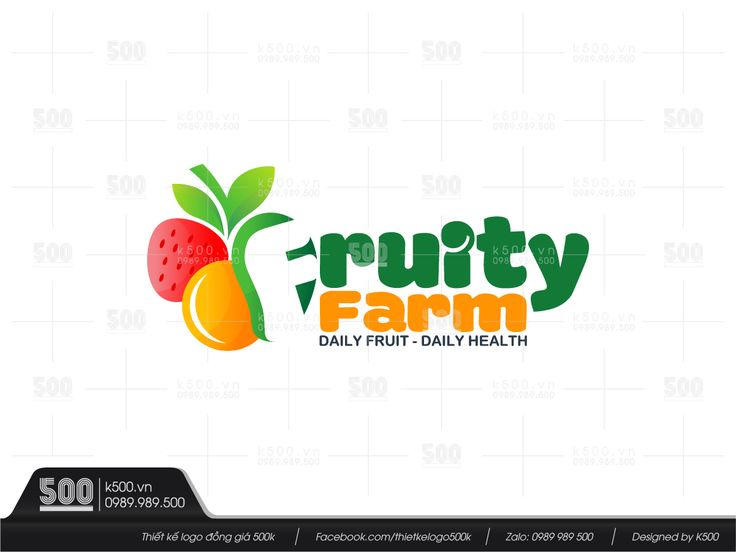 Fruity
Farm
DAILY FRUIT - DAILY HEALTH
500
k500.vn
0989.989.500
Thiết kế logo đồng giá 500k
Facebook.com/thietkelogo500k
Zalo: 0989 989 500
Designed by K500